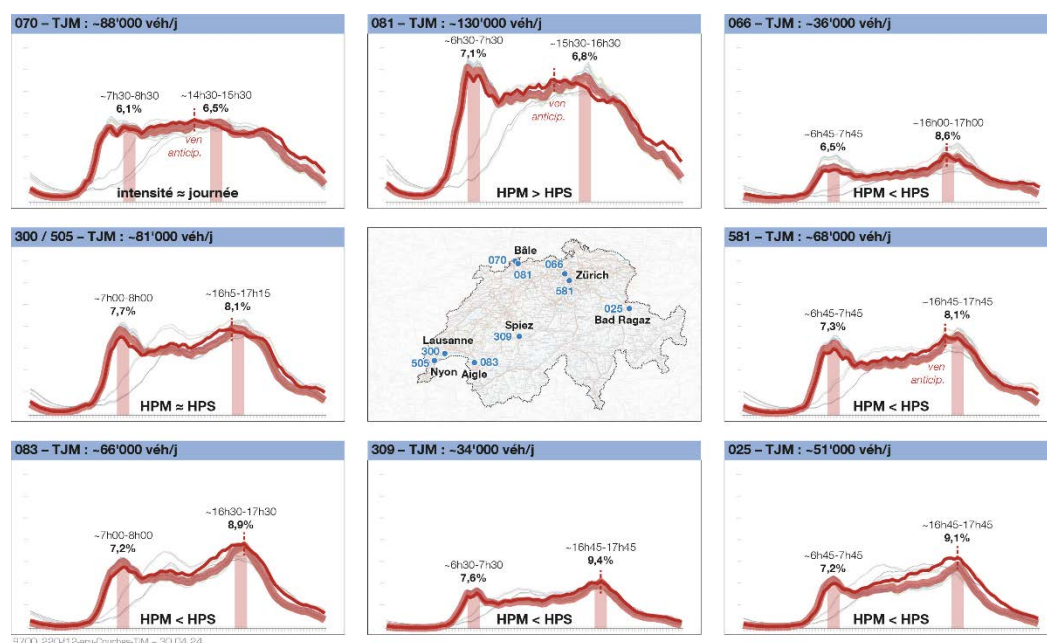 070 – TJM : ~88'000 véh/j
~7h30-8h30
6,1%
~14h30-15h30
6,5%
ven
anticip.
intensité ≈ journée
081 – TJM : ~130'000 véh/j
~6h30-7h30
7,1%
~15h30-16h30
6,8%
ven
anticip.
HPM > HPS
066 – TJM : ~36'000 véh/j
~6h45-7h45
6,5%
~16h00-17h00
8,6%
HPM < HPS
300 / 505 – TJM : ~81'000 véh/j
~7h00-8h00
7,7%
~16h5-17h15
8,1%
HPM ≈ HPS
Bâle
070
081
066
Zürich
581
025
Bad Ragaz
Spiez
309
Lausanne
300
505
083
Nyon
Aigle
581 – TJM : ~68'000 véh/j
~6h45-7h45
7,3%
~16h45-17h45
8,1%
ven
anticip.
HPM < HPS
083 – TJM : ~66'000 véh/j
~7h00-8h00
7,2%
~16h30-17h30
8,9%
HPM < HPS
309 – TJM : ~34'000 véh/j
~6h30-7h30
7,6%
~16h45-17h45
9,4%
HPM < HPS
025 – TJM : ~51'000 véh/j
~6h45-7h45
7,2%
~16h45-17h45
9,1%
HPM < HPS
30.04.24